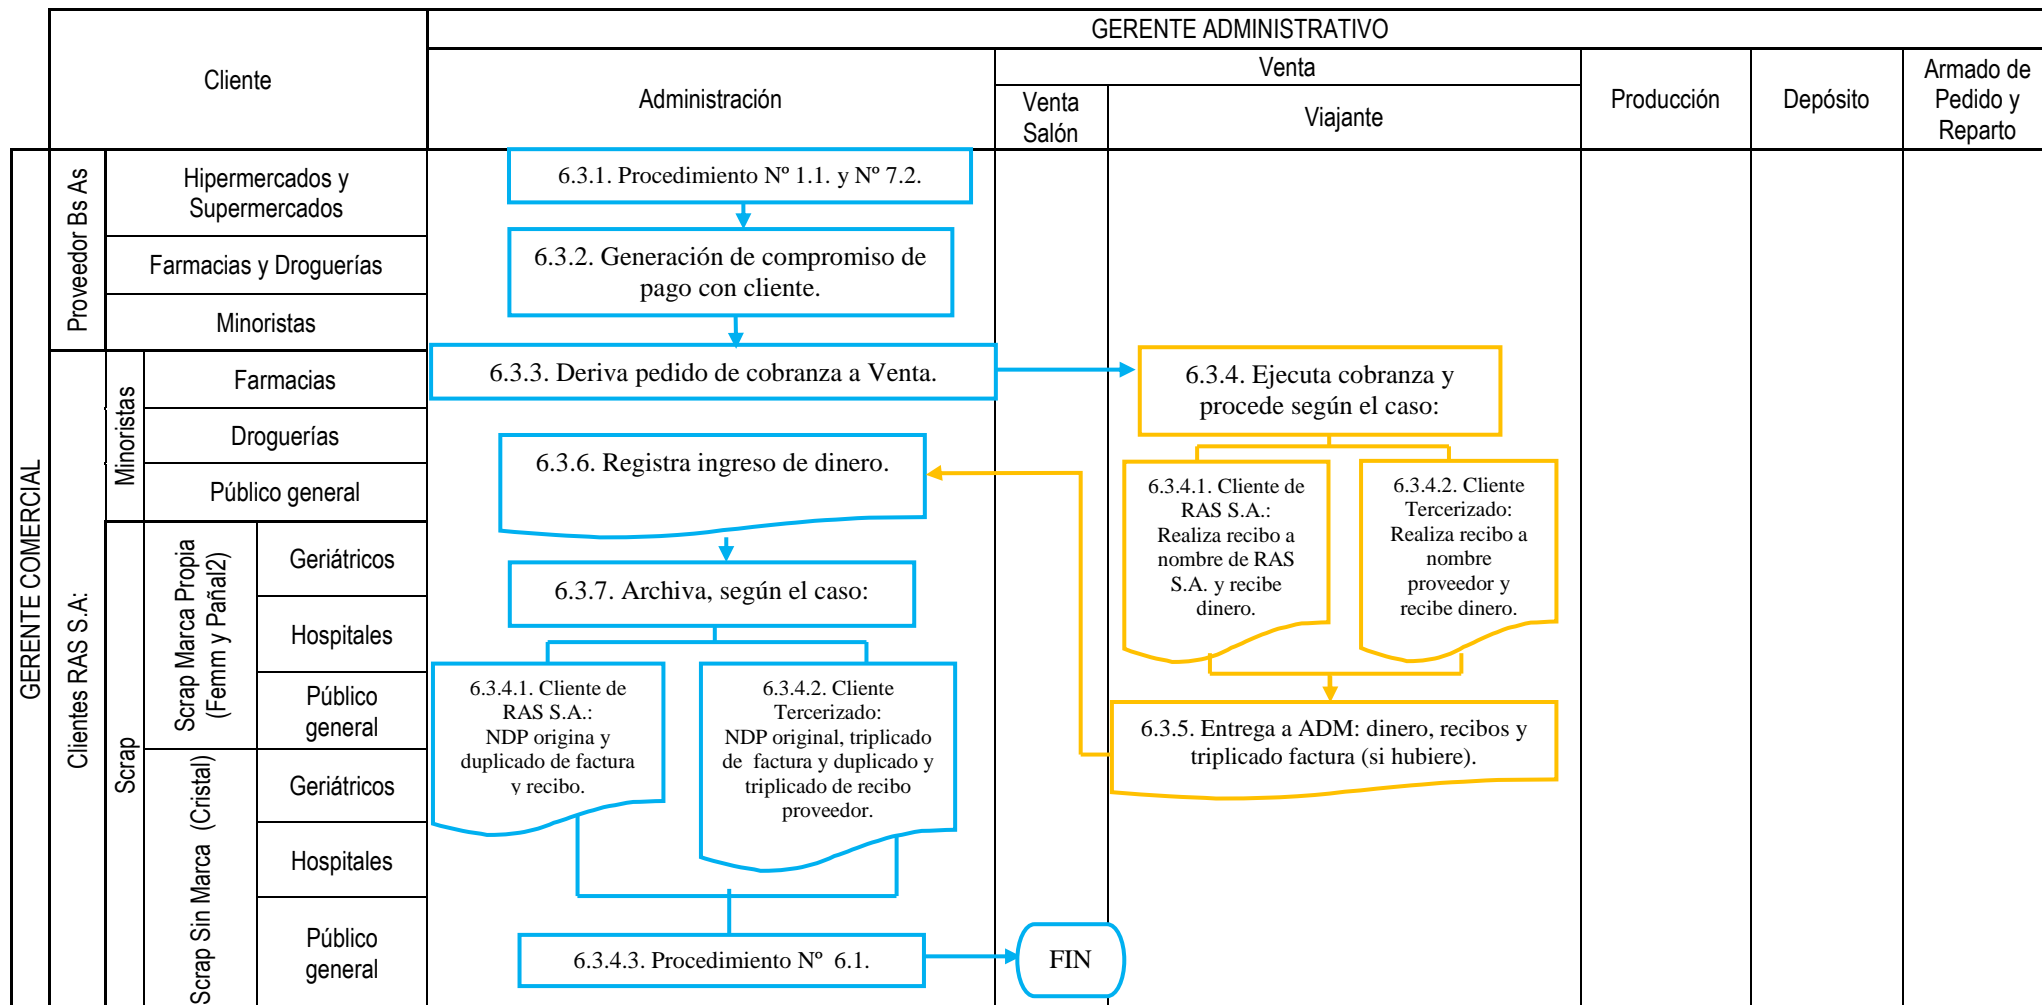 GERENTE ADMINISTRATIVO
Cliente
Administración
Venta
Venta
Salón
Viajante
Producción
Depósito
Armado de
Pedido y
Reparto
GERENTE COMERCIAL
Proveedor Bs As
Hipermercados y
Supermercados
Farmacias y Droguerías
Minoristas
Clientes RAS S.A:
Minoristas
Farmacias
Droguerías
Público general
Scrap
Scrap Marca Propia
(Femm y Pañal2)
Geriátricos
Hospitales
Público
general
Scrap Sin Marca (Cristal)
Geriátricos
Hospitales
Público
general
6.3.1. Procedimiento Nº 1.1. y Nº 7.2.
6.3.2. Generación de compromiso de
pago con cliente.
6.3.3. Deriva pedido de cobranza a Venta.
6.3.4. Ejecuta cobranza y
procede según el caso:
6.3.4.1. Cliente de
RAS S.A.:
Realiza recibo a
nombre de RAS
S.A. y recibe
dinero.
6.3.4.2. Cliente
Tercerizado:
Realiza recibo a
nombre
proveedor y
recibe dinero.
6.3.5. Entrega a ADM: dinero, recibos y
triplicado factura (si hubiere).
6.3.6. Registra ingreso de dinero.
6.3.7. Archiva, según el caso:
6.3.4.1. Cliente de
RAS S.A.:
NDP origina y
duplicado de factura
y recibo.
6.3.4.2. Cliente
Tercerizado:
NDP original, triplicado
de factura y duplicado y
triplicado de recibo
proveedor.
6.3.4.3. Procedimiento Nº 6.1.
FIN